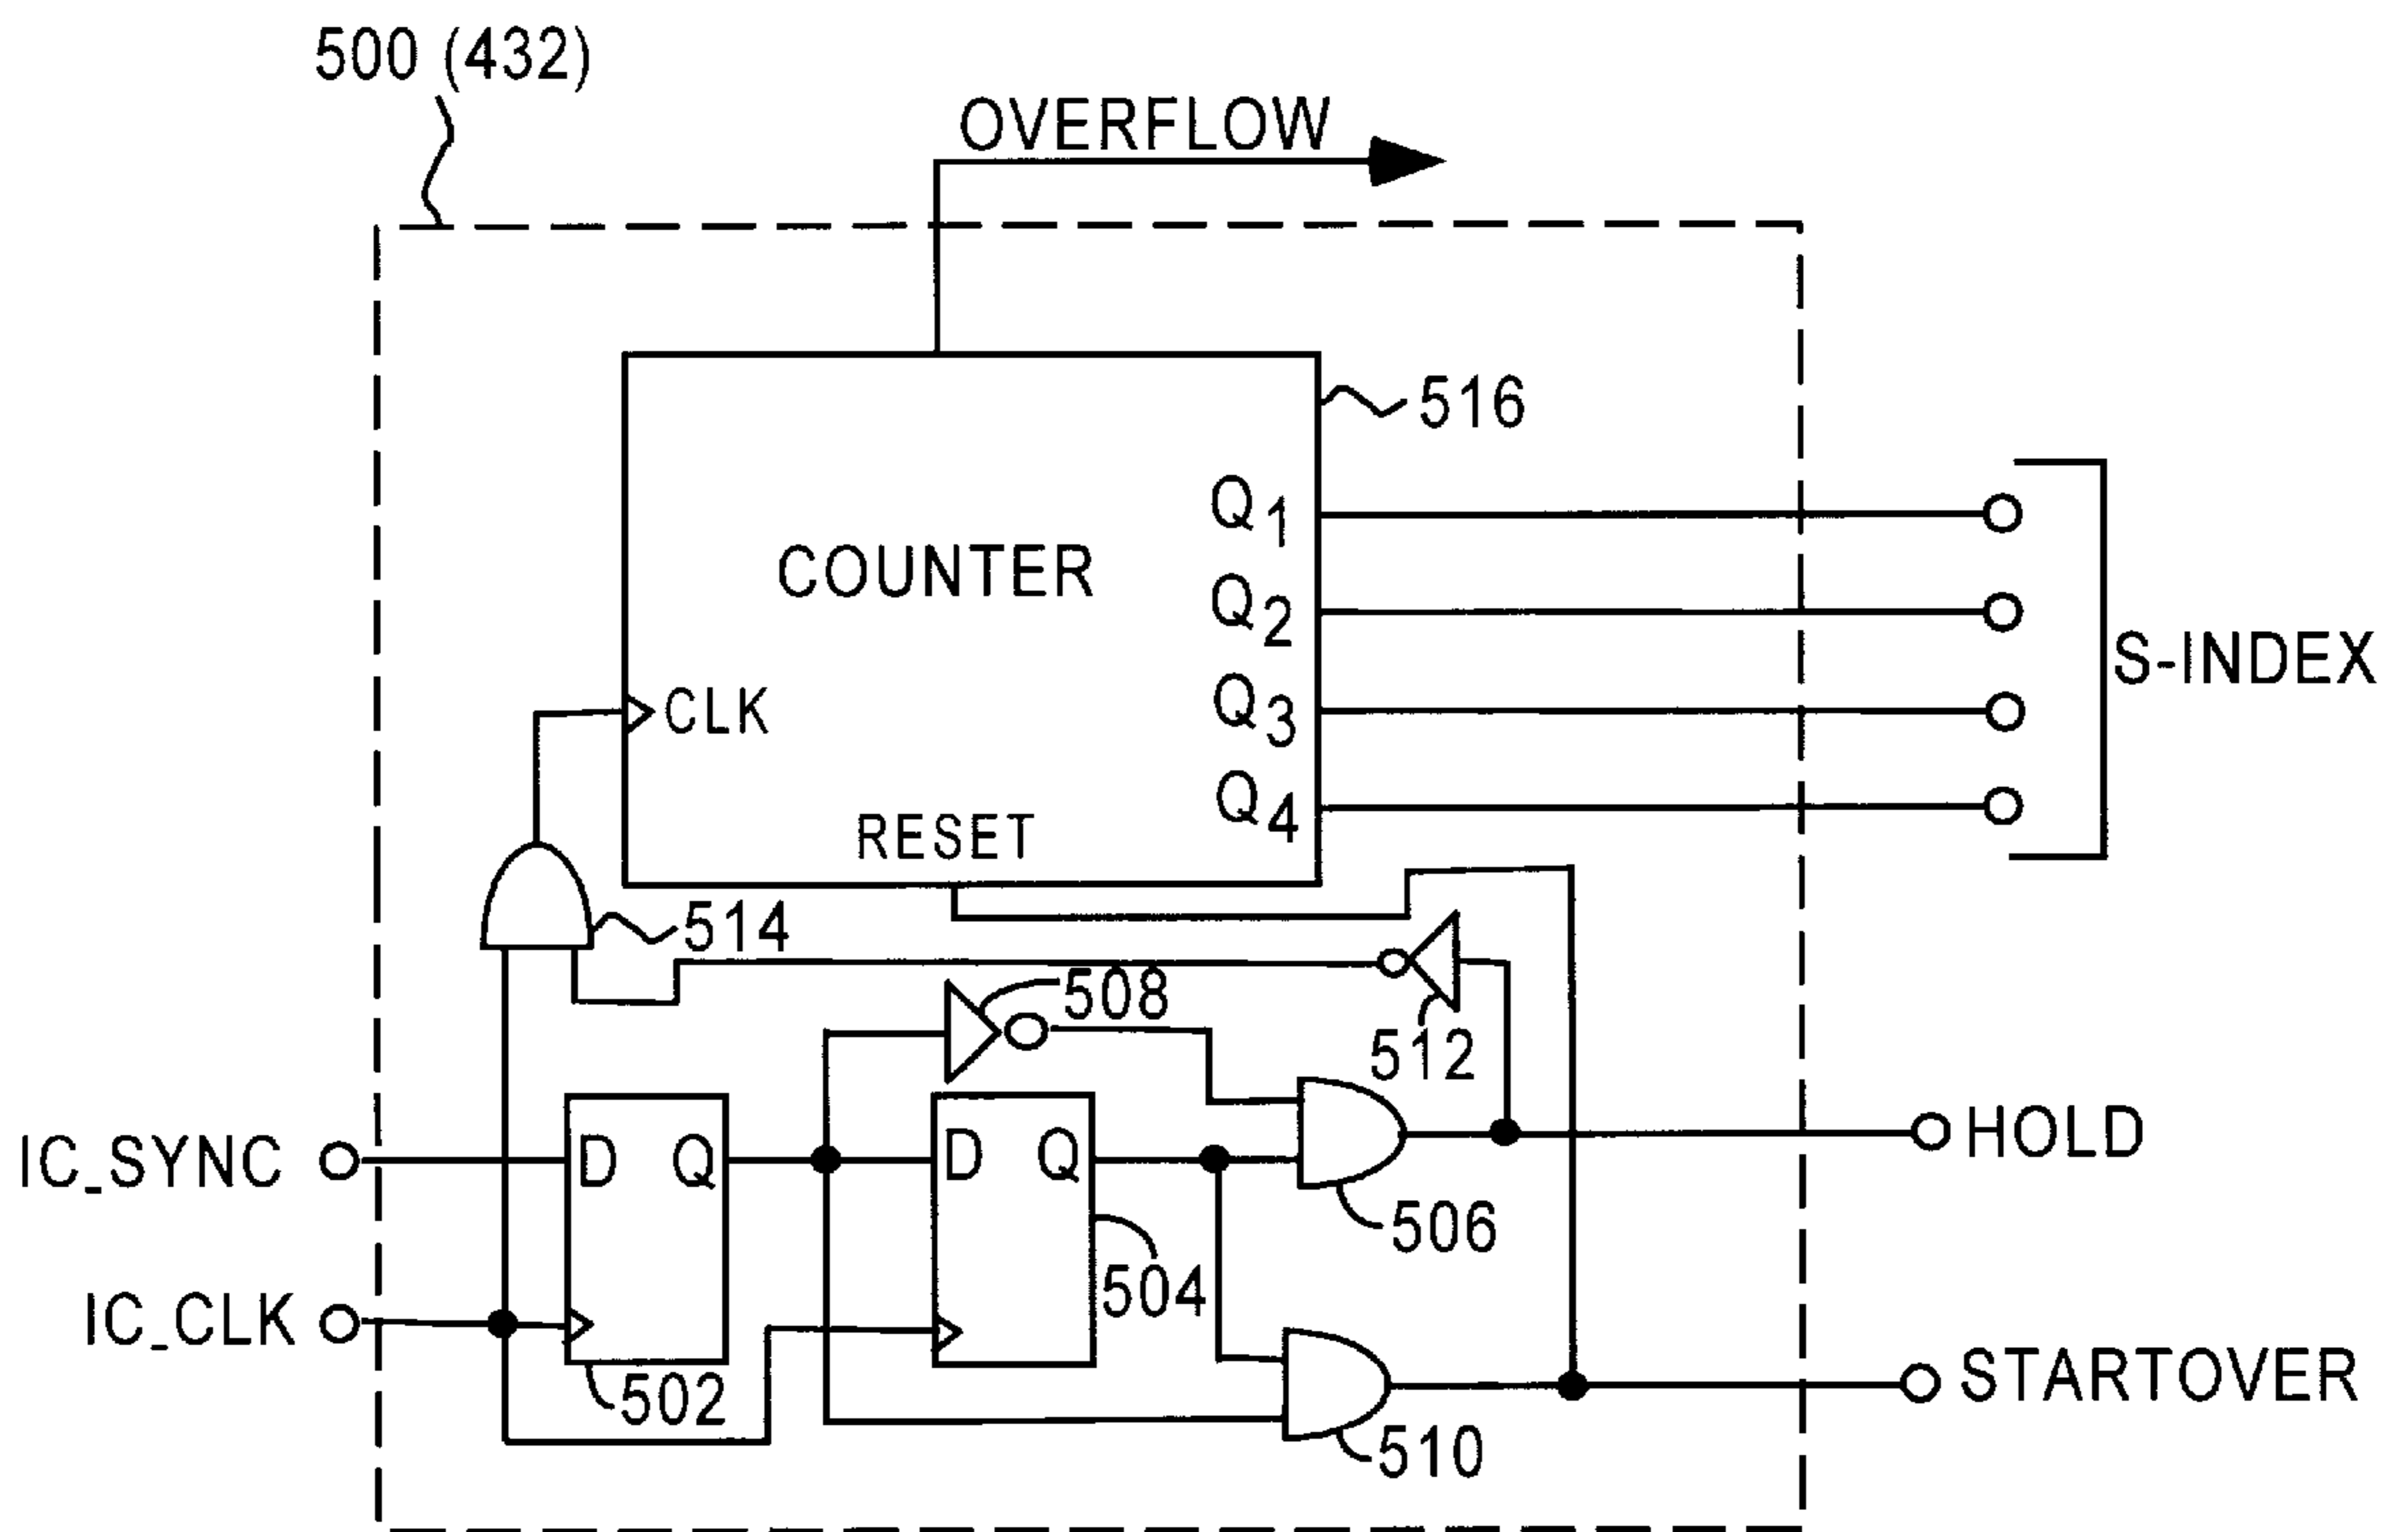 500 (432)
OVERFLOW
516
Q1
COUNTER
Q2
S-INDEX
CLK
Q3
Q4
RESET
514
508
512
IC_SYNC
D Q
D Q
HOLD
506
504
IC_CLK
STARTOVER
502
510